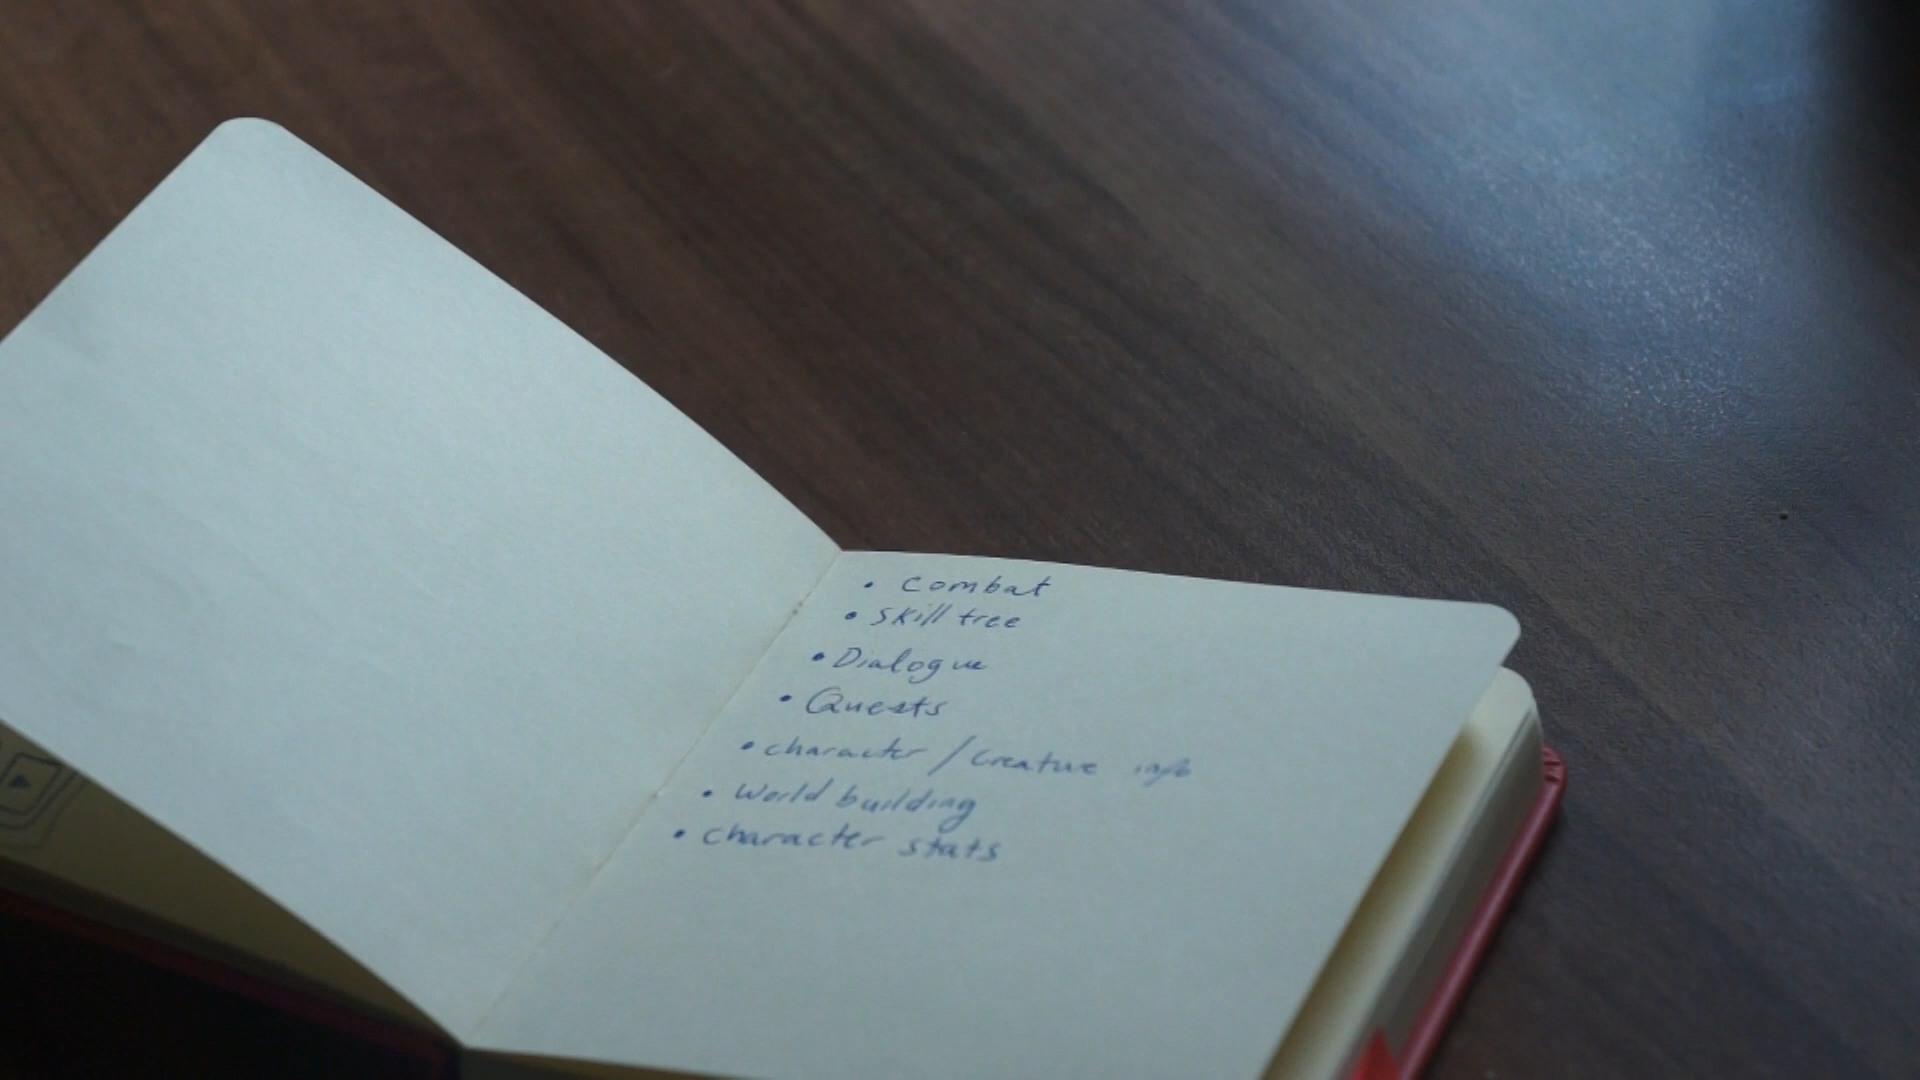 • combat
• skill tree
• Dialogue
• Quests
• character / creature info
• World building
• character stats